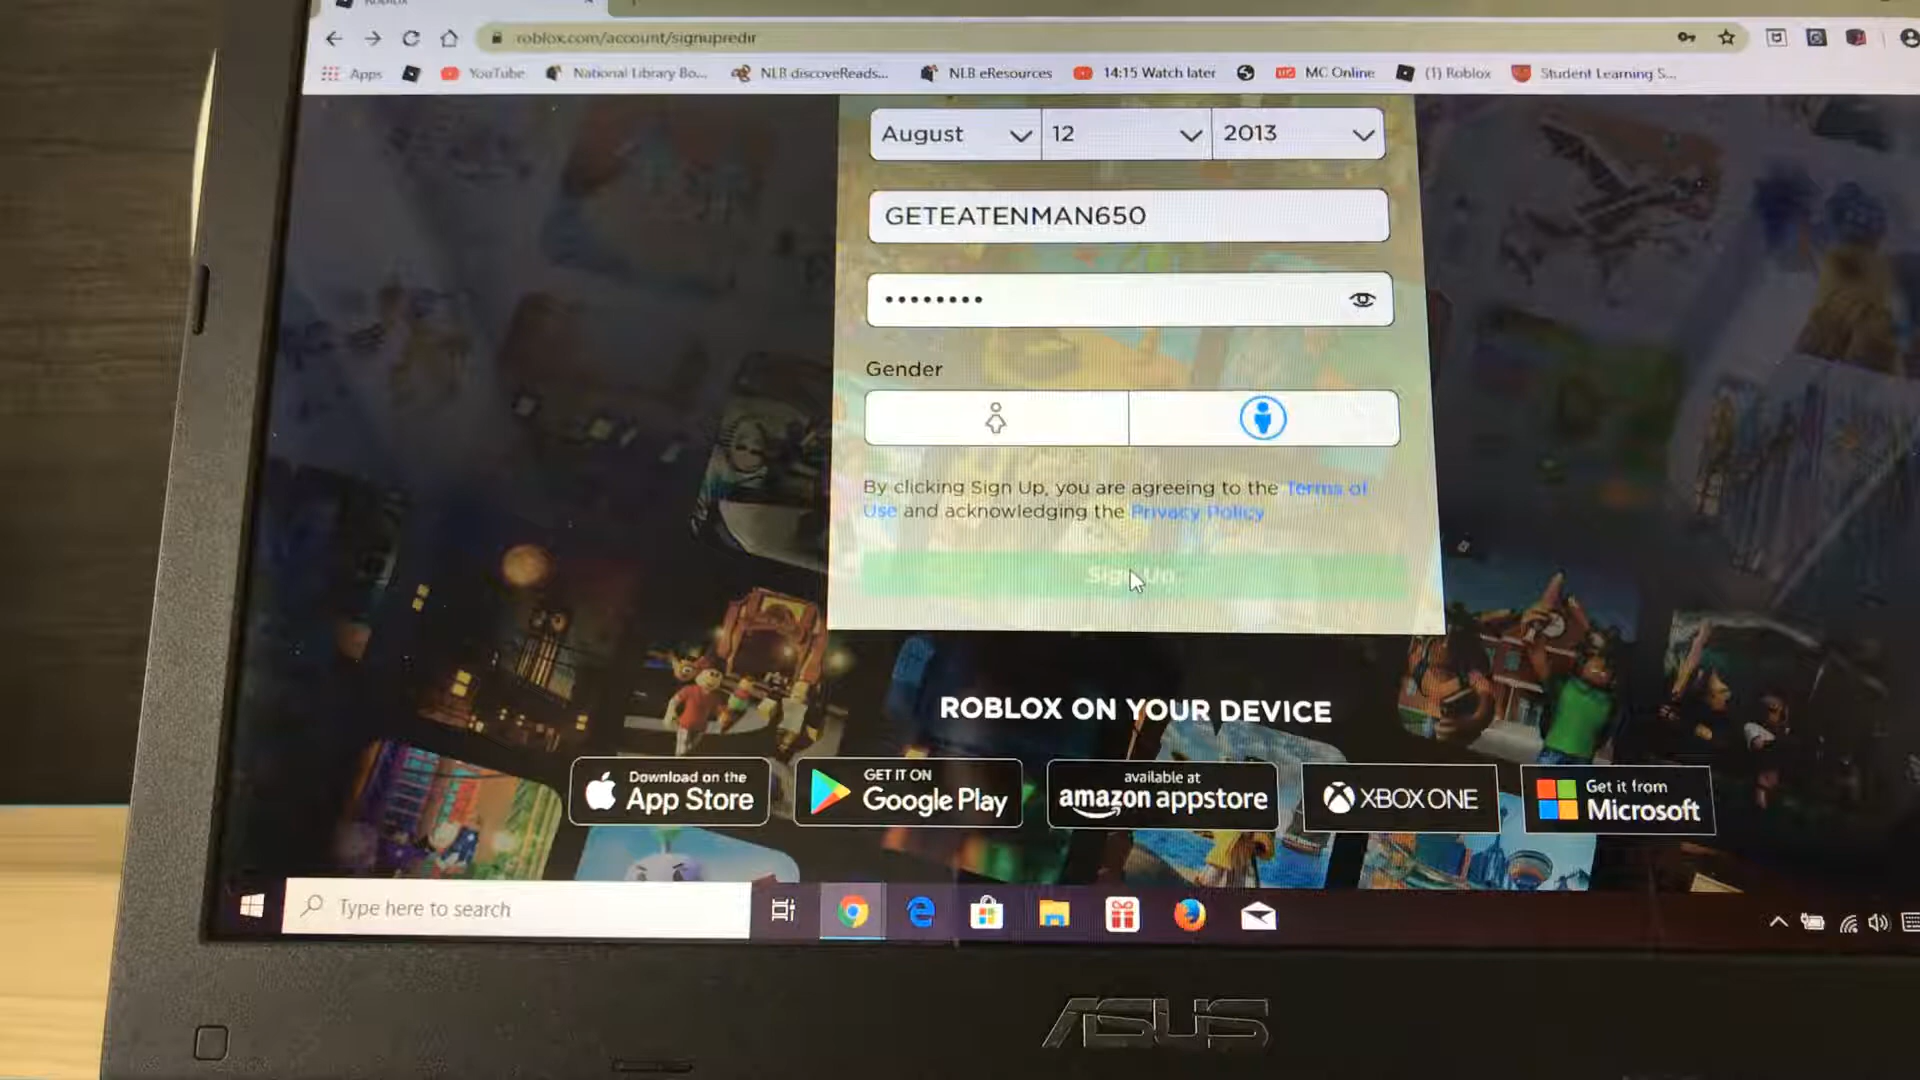 roblox.com/account/signupredir
Apps YouTube National Library Bo... NLB discoveReads... NLB eResources 14:15 Watch later MC Online (1) Roblox Student Learning S...
August 12 2013
GETEATENMAN650
Gender
By clicking Sign Up, you are agreeing to the Terms of
Use and acknowledging the Privacy Policy
Sign Up
ROBLOX ON YOUR DEVICE
Download on the
App Store
GET IT ON
Google Play
available at
amazon appstore
XBOX ONE
Get it from
Microsoft
Type here to search
ASUS